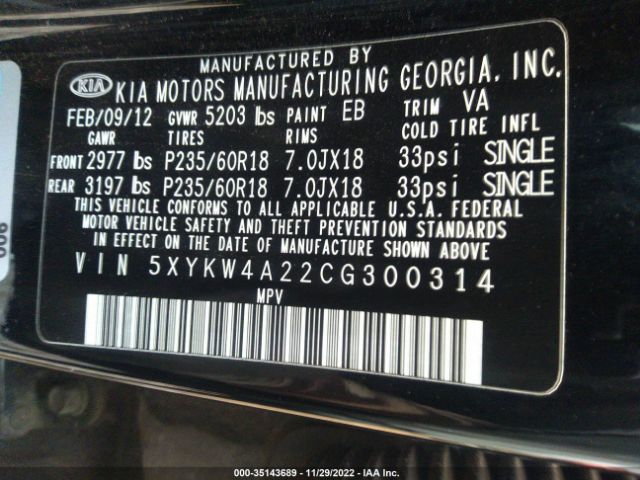 MANUFACTURED BY
KIA KIA MOTORS MANUFACTURING GEORGIA, INC.
FEB/09/12 GVWR 5203 lbs PAINT EB TRIM VA
GAWR TIRES RIMS COLD TIRE INFL
FRONT 2977 lbs P235/60R18 7.0JX18 33psi SINGLE
REAR 3197 lbs P235/60R18 7.0JX18 33psi SINGLE
THIS VEHICLE CONFORMS TO ALL APPLICABLE U.S.A. FEDERAL
MOTOR VEHICLE SAFETY AND THEFT PREVENTION STANDARDS
IN EFFECT ON THE DATE OF MANUFACTURE SHOWN ABOVE
VIN 5XYKW4A22CG300314
MPV
000-35143689 - 11/29/2022 - IAA Inc.